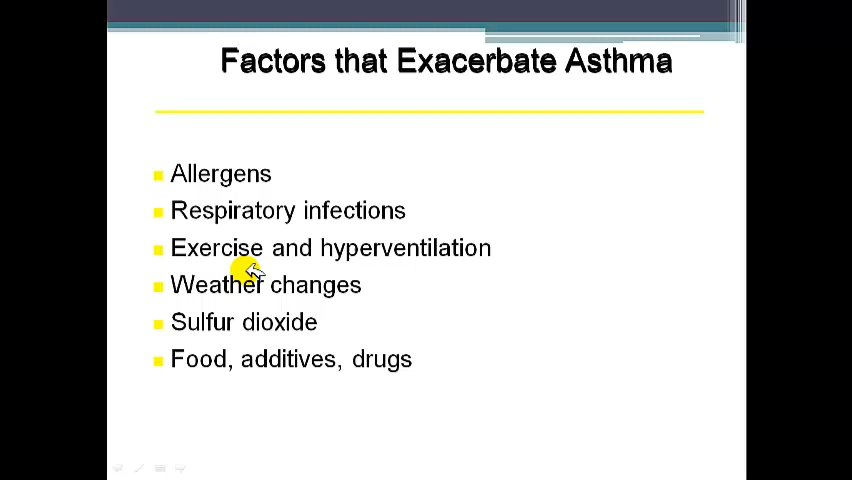 Factors that Exacerbate Asthma
Allergens
Respiratory infections
Exercise and hyperventilation
Weather changes
Sulfur dioxide
Food, additives, drugs